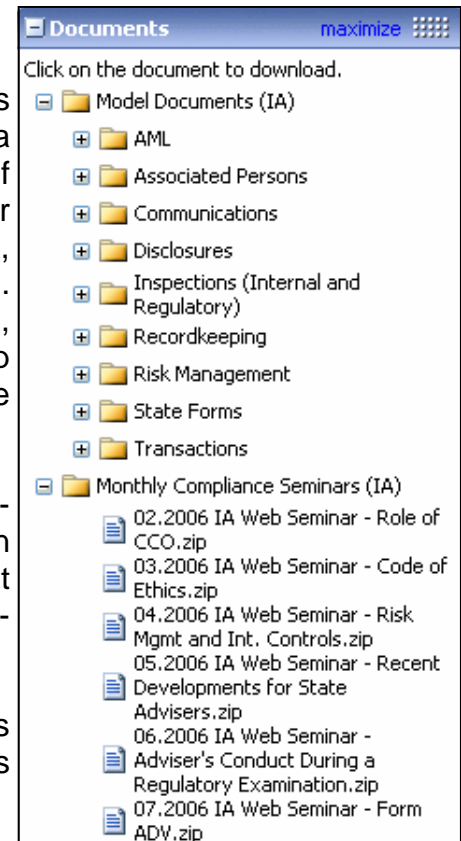 Documents maximize
Click on the document to download.
Model Documents (IA)
AML
Associated Persons
Communications
Disclosures
Inspections (Internal and
Regulatory)
Recordkeeping
Risk Management
State Forms
Transactions
Monthly Compliance Seminars (IA)
02.2006 IA Web Seminar - Role of
CCO.zip
03.2006 IA Web Seminar - Code of
Ethics.zip
04.2006 IA Web Seminar - Risk
Mgmt and Int. Controls.zip
05.2006 IA Web Seminar - Recent
Developments for State
Advisers.zip
06.2006 IA Web Seminar -
Adviser's Conduct During a
Regulatory Examination.zip
07.2006 IA Web Seminar - Form
ADV.zip